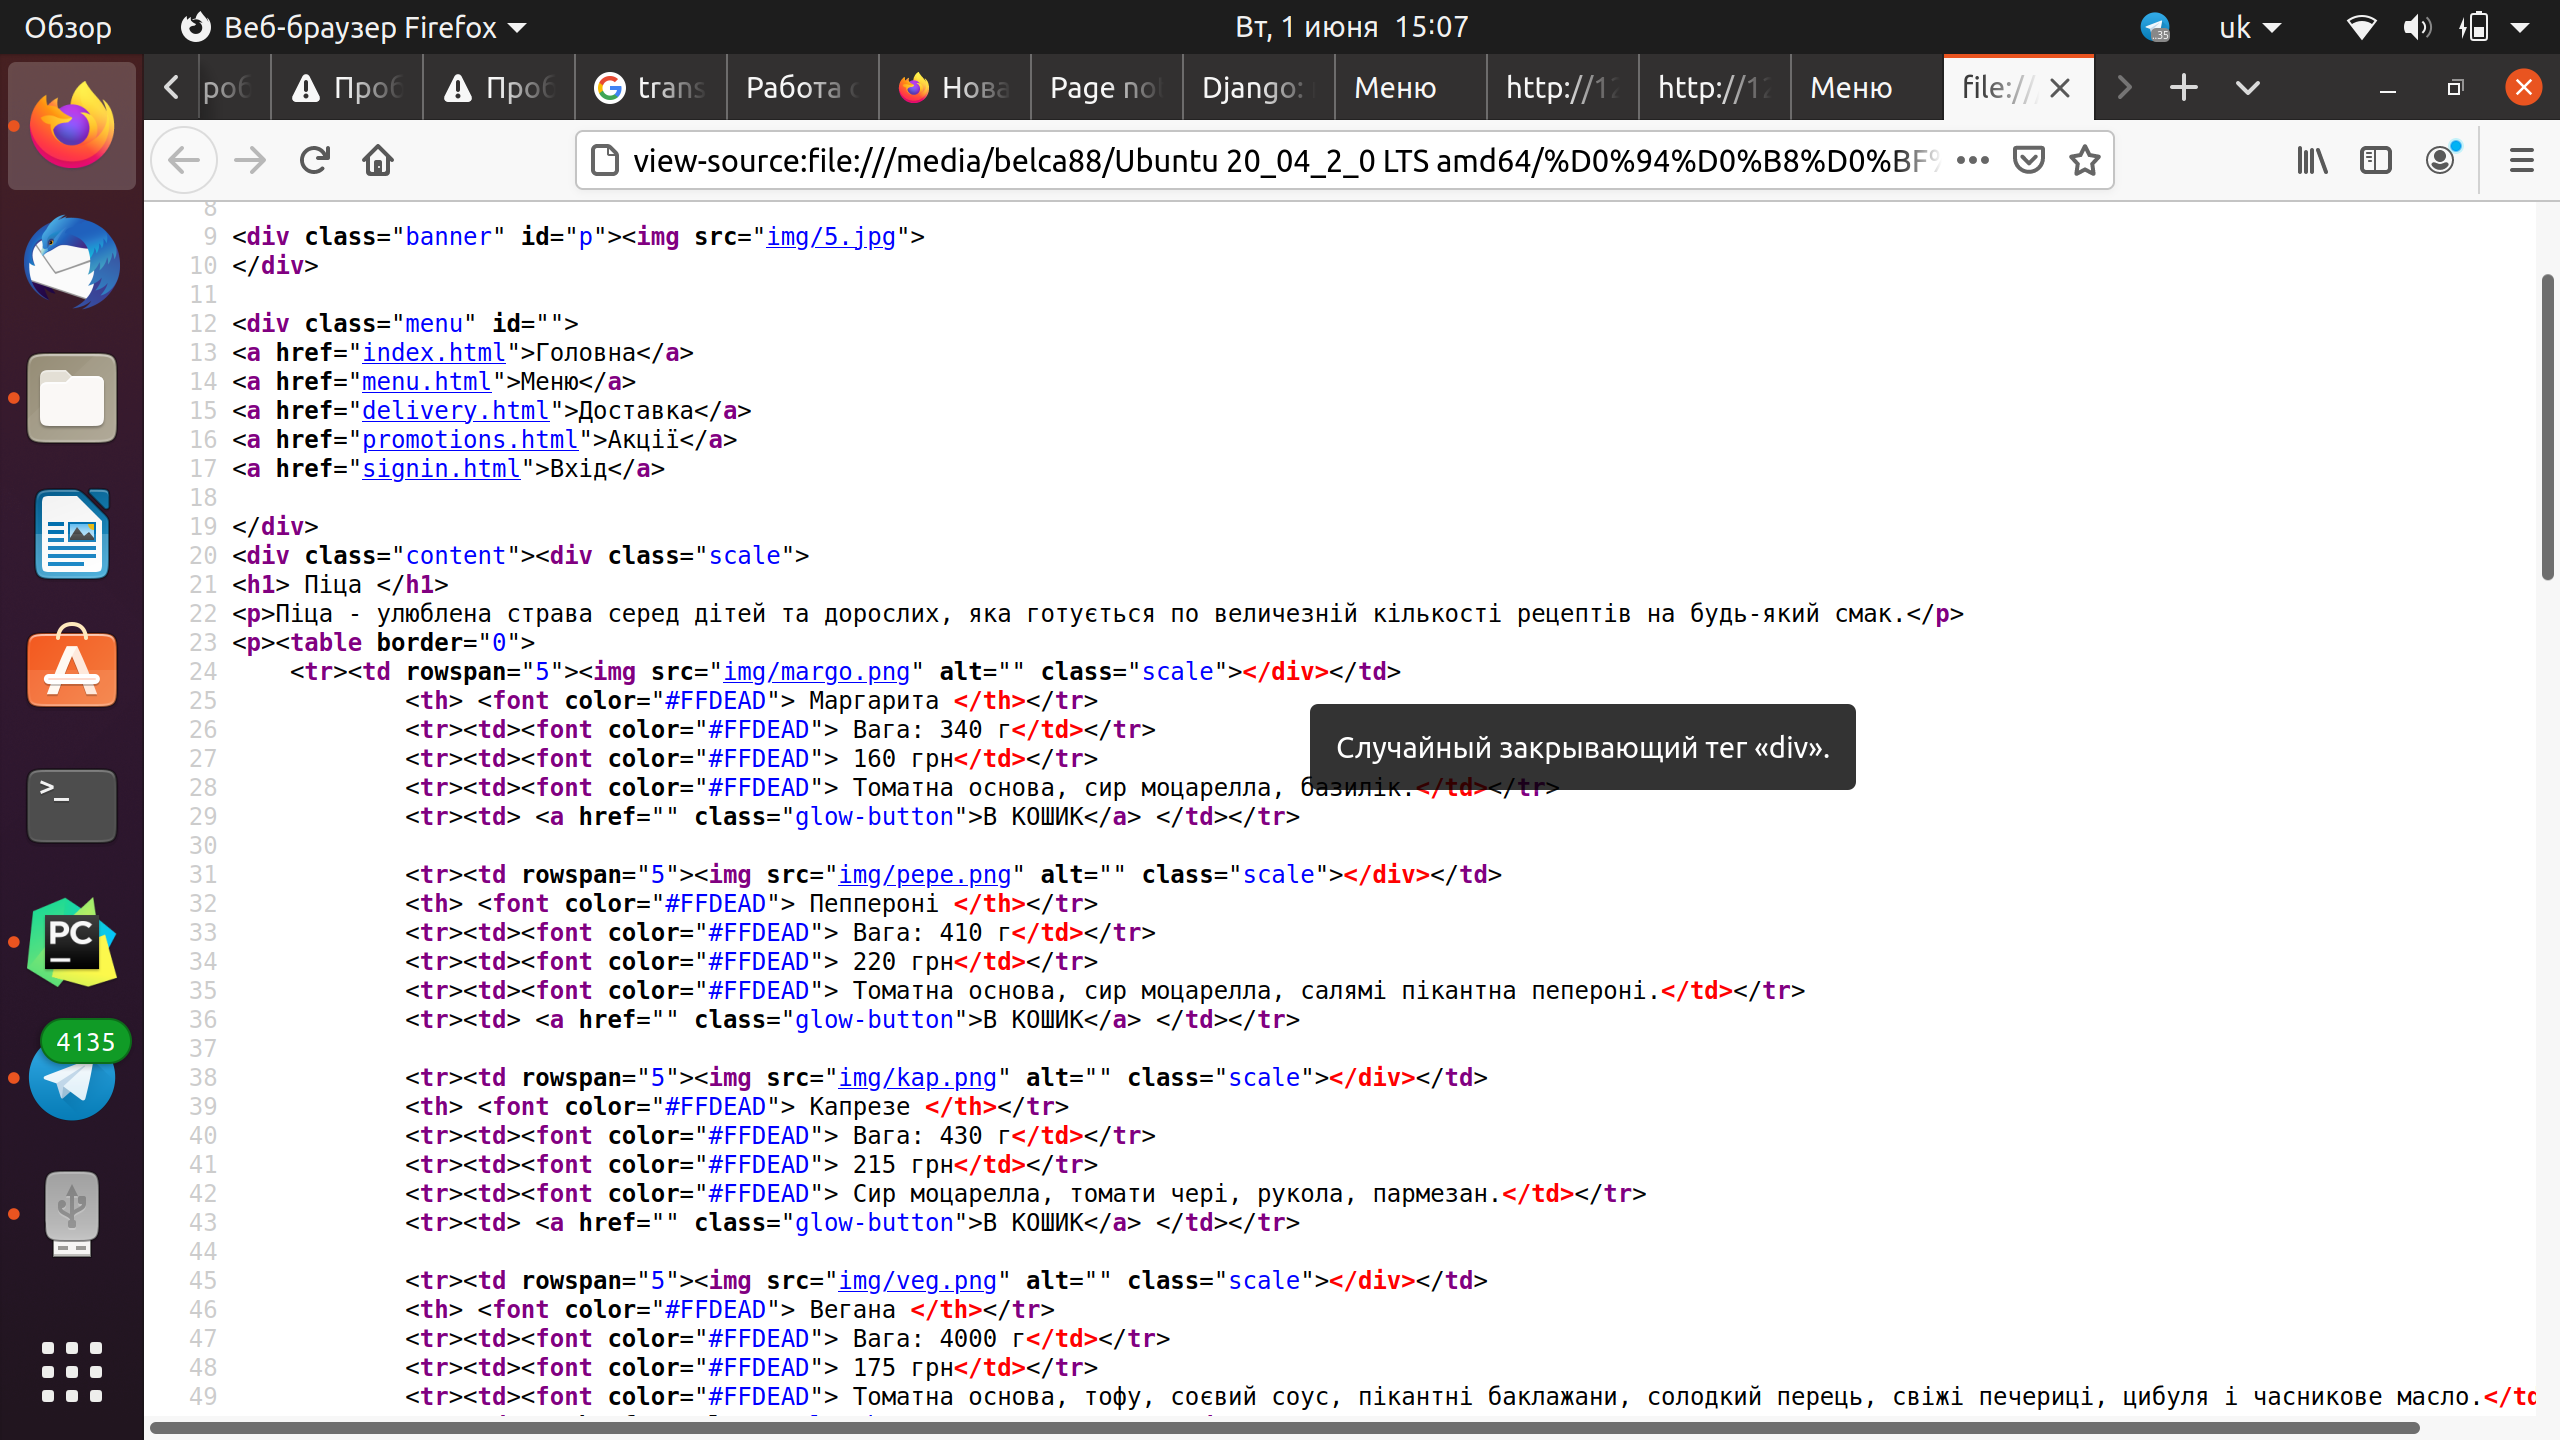 Обзор Веб-браузер Firefox Вт, 1 июня 15:07 35 uk
Проб Проб trans Работа Нова Page no Django: Меню http://12 http://12 Меню file://
view-source:file:///media/belca88/Ubuntu 20_04_2_0 LTS amd64/%D0%94%D0%B8%D0%BF%
8
9 <div class="banner" id="p"><img src="img/5.jpg">
10 </div>
11
12 <div class="menu" id="">
13 <a href="index.html">Головна</a>
14 <a href="menu.html">Меню</a>
15 <a href="delivery.html">Доставка</a>
16 <a href="promotions.html">Акції</a>
17 <a href="signin.html">Вхід</a>
18
19 </div>
20 <div class="content"><div class="scale">
21 <h1> Піца </h1>
22 <p>Піца - улюблена страва серед дітей та дорослих, яка готується по величезній кількості рецептів на будь-який смак.</p>
23 <p><table border="0">
24 <tr><td rowspan="5"><img src="img/margo.png" alt="" class="scale"></div></td>
25 <th> <font color="#FFDEAD"> Маргарита </th></tr>
26 <tr><td><font color="#FFDEAD"> Вага: 340 г</td></tr>
Случайный закрывающий тег «div».
27 <tr><td><font color="#FFDEAD"> 160 грн</td></tr>
28 <tr><td><font color="#FFDEAD"> Томатна основа, сир моцарелла, базилік.</td></tr>
29 <tr><td> <a href="" class="glow-button">В КОШИК</a> </td></tr>
30
31 <tr><td rowspan="5"><img src="img/pepe.png" alt="" class="scale"></div></td>
32 <th> <font color="#FFDEAD"> Пеппероні </th></tr>
33 <tr><td><font color="#FFDEAD"> Вага: 410 г</td></tr>
34 <tr><td><font color="#FFDEAD"> 220 грн</td></tr>
35 <tr><td><font color="#FFDEAD"> Томатна основа, сир моцарелла, салямі пікантна пепероні.</td></tr>
36 <tr><td> <a href="" class="glow-button">В КОШИК</a> </td></tr>
37
38 <tr><td rowspan="5"><img src="img/kap.png" alt="" class="scale"></div></td>
39 <th> <font color="#FFDEAD"> Капрезе </th></tr>
40 <tr><td><font color="#FFDEAD"> Вага: 430 г</td></tr>
41 <tr><td><font color="#FFDEAD"> 215 грн</td></tr>
42 <tr><td><font color="#FFDEAD"> Сир моцарелла, томати чері, рукола, пармезан.</td></tr>
43 <tr><td> <a href="" class="glow-button">В КОШИК</a> </td></tr>
44
45 <tr><td rowspan="5"><img src="img/veg.png" alt="" class="scale"></div></td>
46 <th> <font color="#FFDEAD"> Вегана </th></tr>
47 <tr><td><font color="#FFDEAD"> Вага: 4000 г</td></tr>
48 <tr><td><font color="#FFDEAD"> 175 грн</td></tr>
49 <tr><td><font color="#FFDEAD"> Томатна основа, тофу, соєвий соус, пікантні баклажани, солодкий перець, свіжі печериці, цибуля і часникове масло.</td
>_
PC
4135